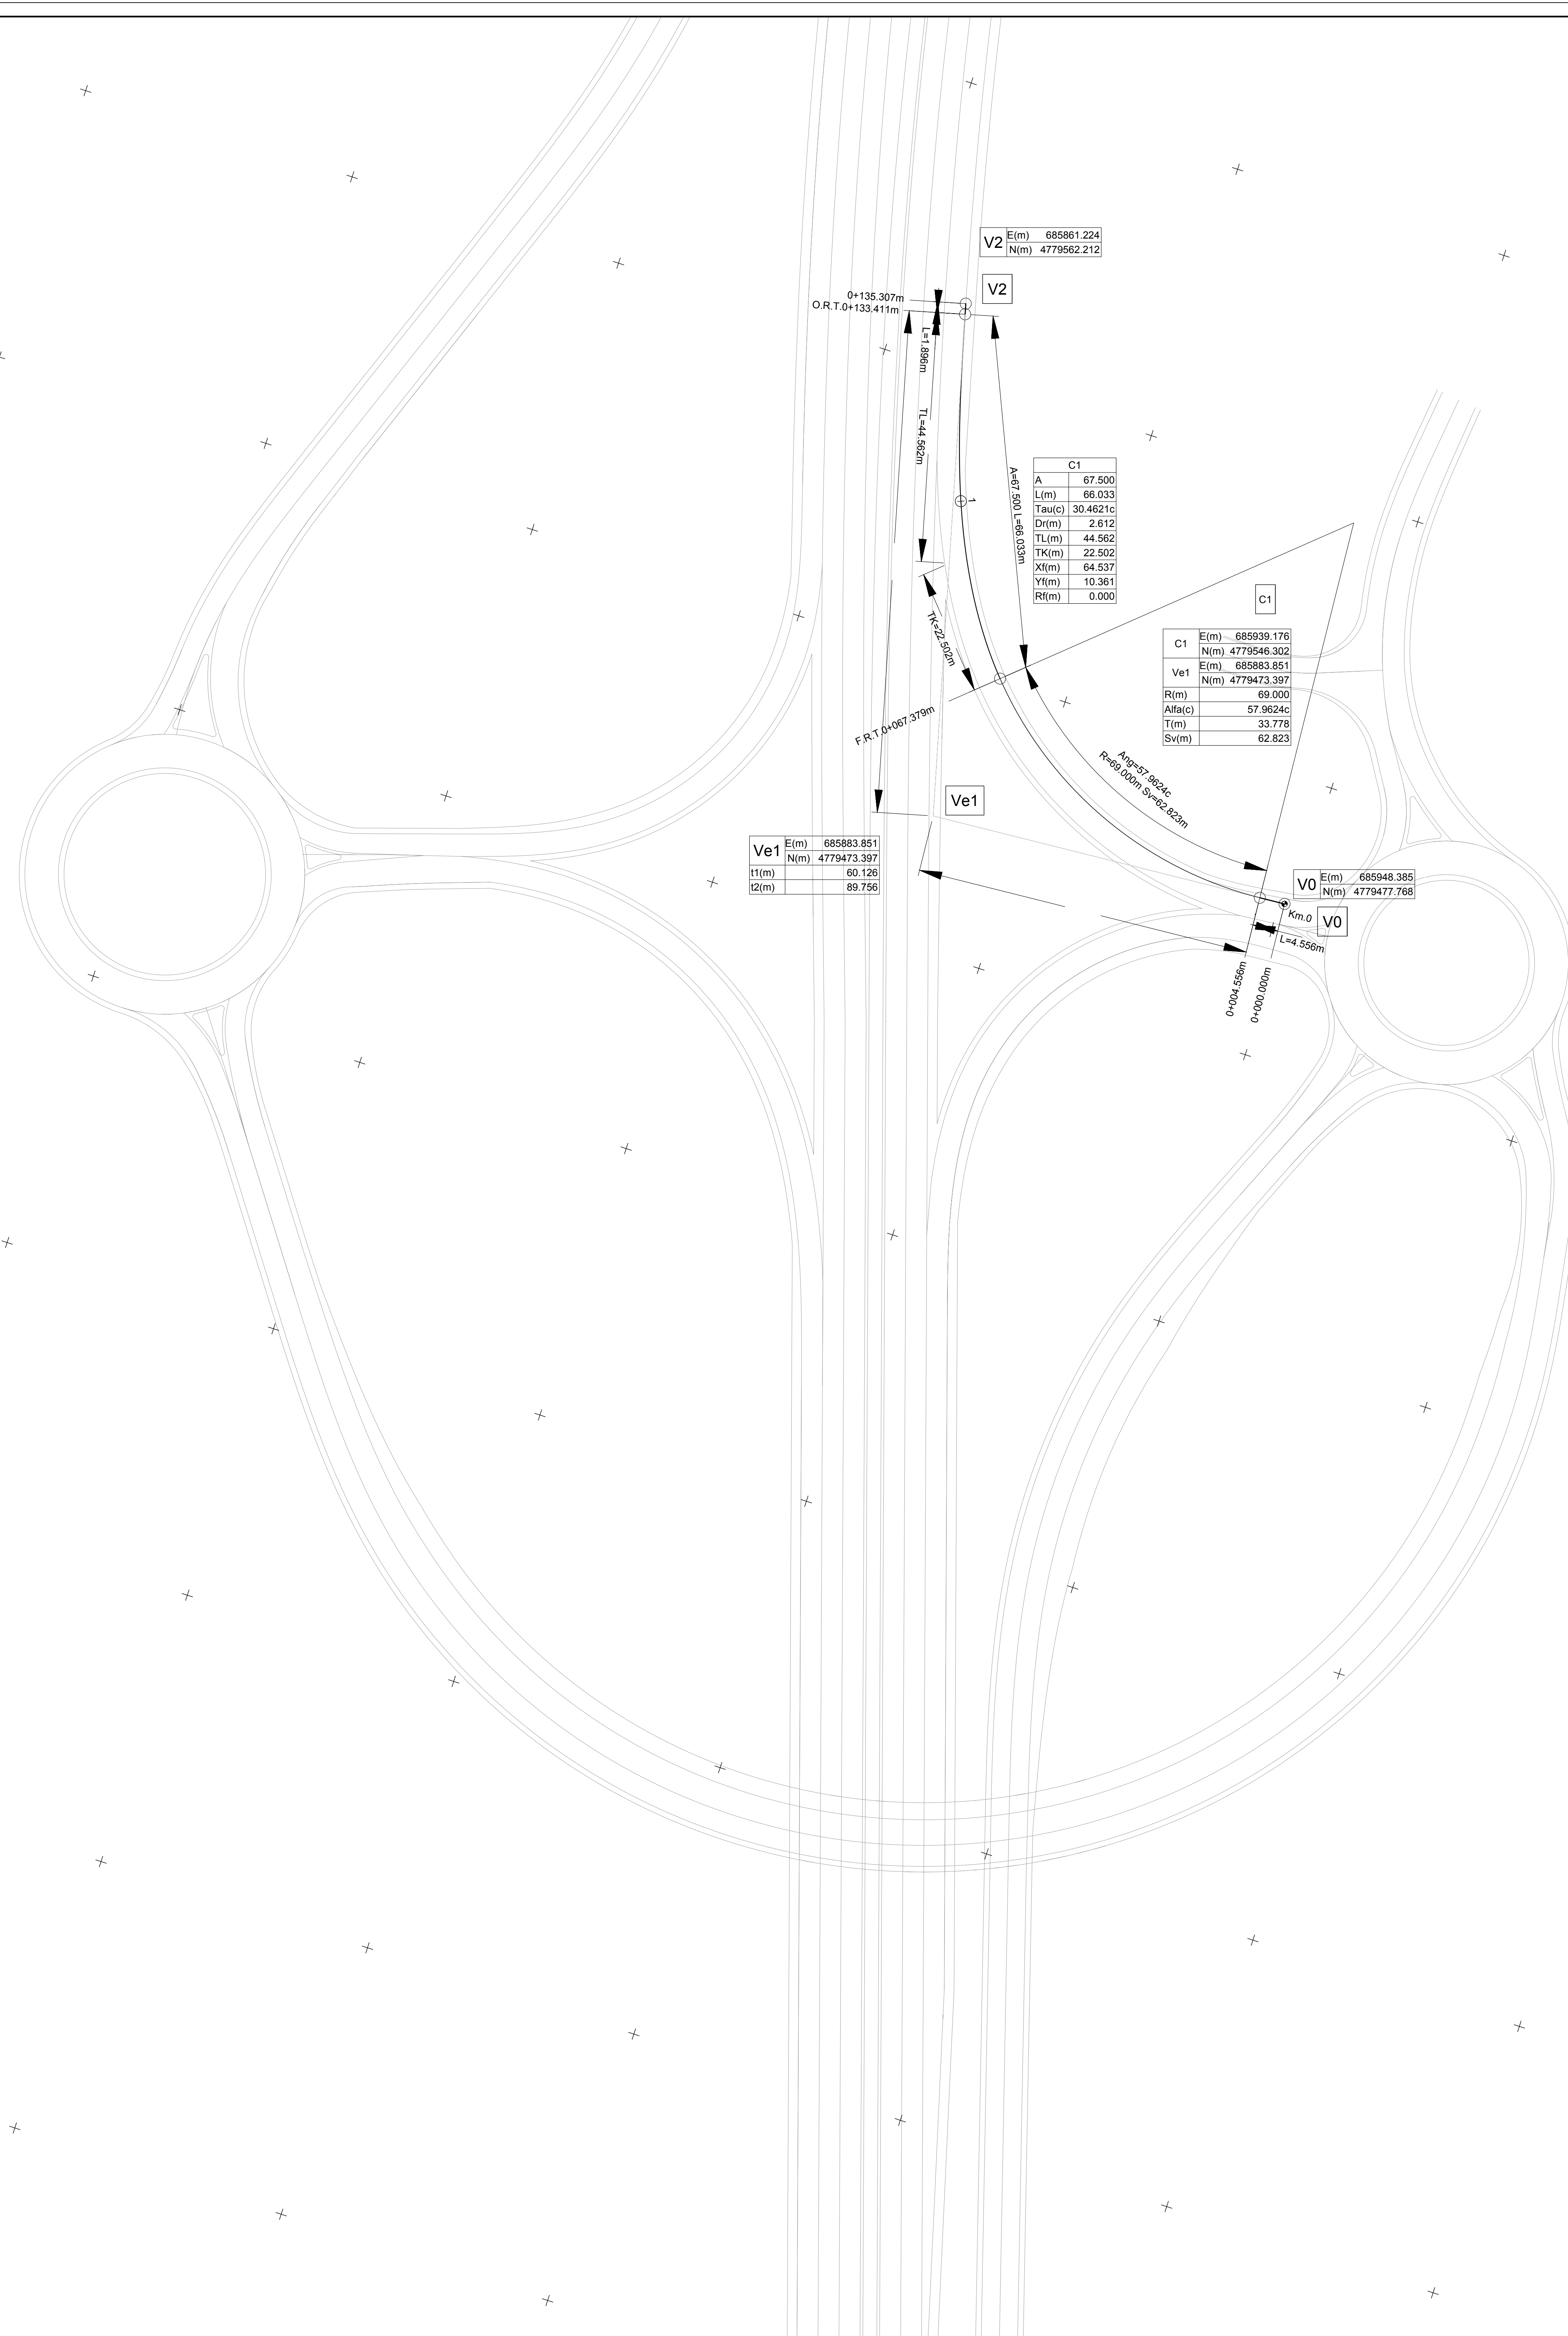 V2 E(m) 685861.224
N(m) 4779562.212
V2
0+135.307m
O.R.T.0+133.411m
L=1.896m
TL=44.562m
A=67.500 L=66.033m
C1
A 67.500
L(m) 66.033
Tau(c) 30.4621c
Dr(m) 2.612
TL(m) 44.562
TK(m) 22.502
Xf(m) 64.537
Yf(m) 10.361
Rf(m) 0.000
1
C1
TK=22.502m
C1 E(m) 685939.176
N(m) 4779546.302
Ve1 E(m) 685883.851
N(m) 4779473.397
R(m) 69.000
Alfa(c) 57.9624c
T(m) 33.778
Sv(m) 62.823
F.R.T.0+067.379m
Ang=57.9624c
R=69.000m Sv=62.823m
Ve1
Ve1 E(m) 685883.851
N(m) 4779473.397
t1(m) 60.126
t2(m) 89.756
V0 E(m) 685948.385
N(m) 4779477.768
Km.0
V0
L=4.556m
0+004.556m
0+000.000m